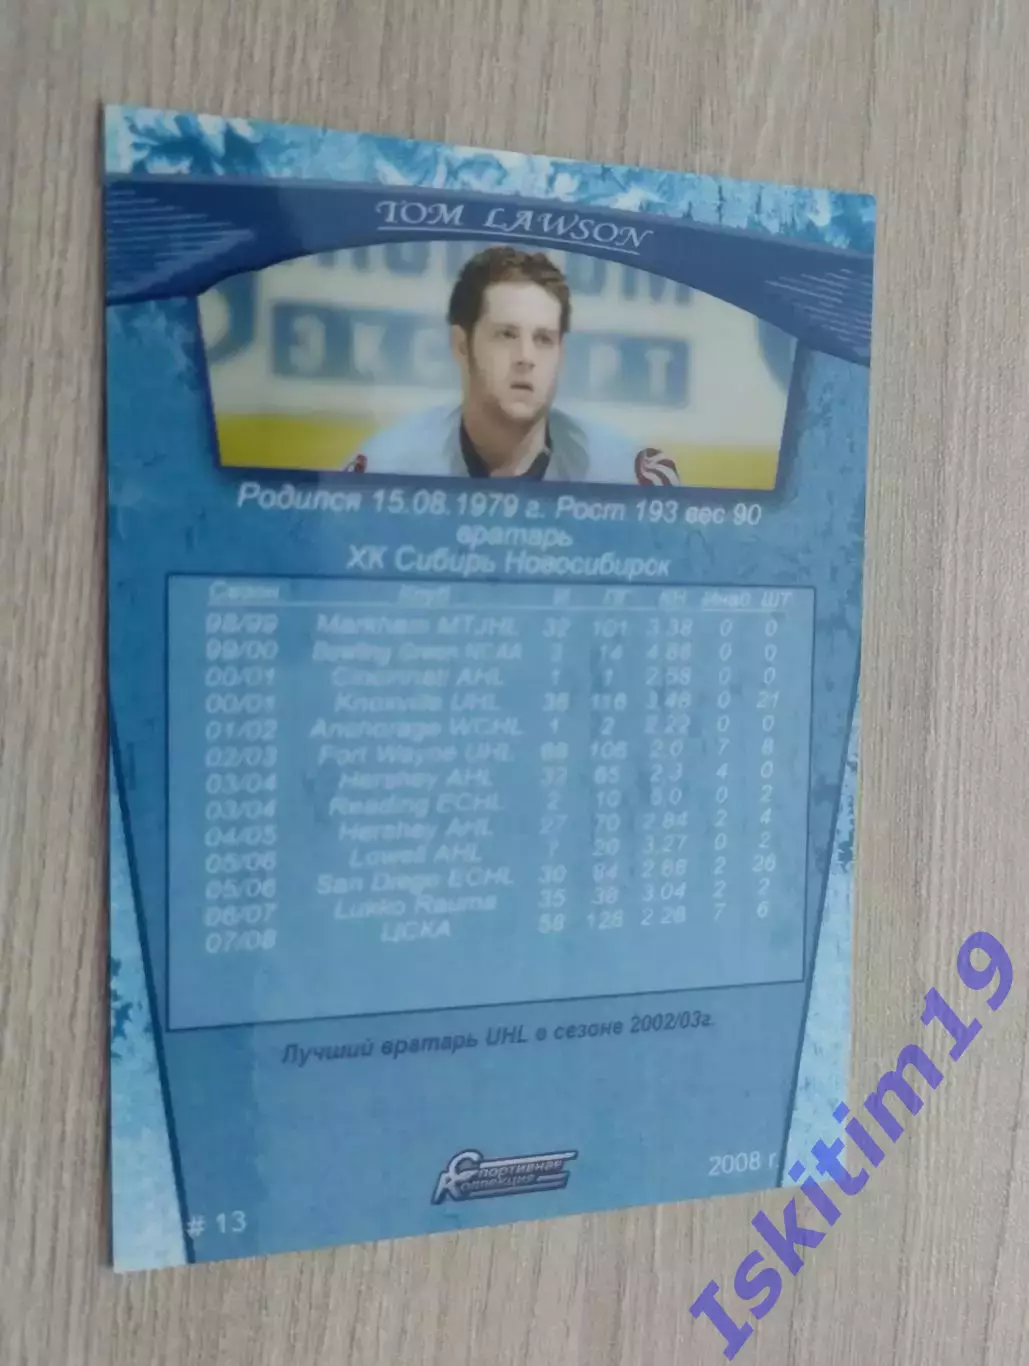 TOM LAWSON
Родился 15.08.1979 г. Рост 193 вес 90
вратарь
ХК Сибирь Новосибирск
Сезон Клуб И ПГ КН И"0" ШТ
98/99 Markham MTJHL 32 101 3.38 0 0
99/00 Bowling Green NCAA 3 14 4.86 0 0
00/01 Cincinnati AHL 1 1 2.58 0 0
00/01 Knoxville UHL 36 116 3.48 0 21
01/02 Anchorage WCHL 1 2 2.22 0 0
02/03 Fort Wayne UHL 106 2.0 7 8
03/04 Hershey AHL 32 65 2.3 4 0
03/04 Reading ECHL 2 10 0 2
04/05 Hershey AHL 27 70 2.84 2 4
05/06 Lowell AHL 7 20 3.27 0 2
05/06 San Diego ECHL 30 84 2.88 2 26
06/07 Lukko Rauma 35 3.04 2 2
07/08 ЦСКА 128 2.28 7 6
Лучший вратарь UHL в сезоне 2002/03г.
Спортивная
Коллекция
2008 г.
# 13
Iskitim19